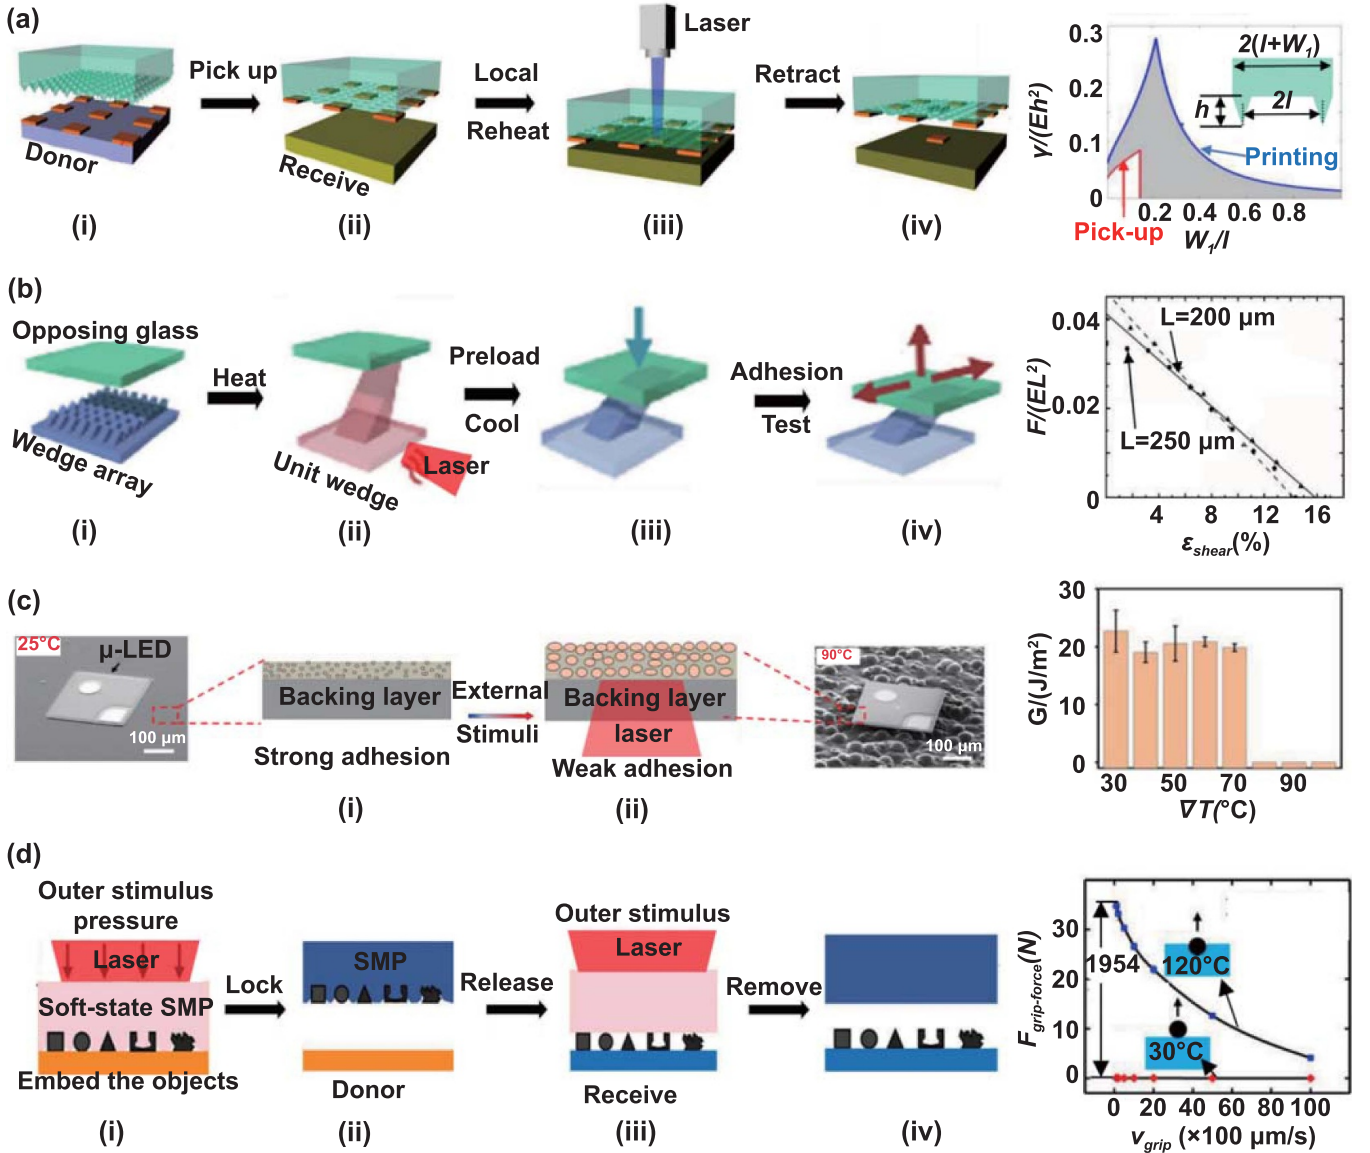 (a)
Donor
(i)
Pick up
Receive
(ii)
Local
Reheat
Laser
(iii)
Retract
(iv)
γ/(Eh²)
0.3
0.2
0.1
0
2(l+W₁)
h
2l
Printing
Pick-up
0.2 0.4 0.6 0.8
W₁/l
(b)
Opposing glass
Wedge array
(i)
Heat
Unit wedge
Laser
(ii)
Preload
Cool
(iii)
Adhesion
Test
(iv)
F/(EL²)
0.04
0.02
0
L=200 μm
L=250 μm
4 8 12 16
εshear(%)
(c)
25°C
μ-LED
100 μm
Backing layer
Strong adhesion
(i)
External
Stimuli
Backing layer
laser
Weak adhesion
(ii)
90°C
100 μm
G/(J/m²)
30
20
10
0
30 50 70 90
∇T(°C)
(d)
Outer stimulus
pressure
Laser
Soft-state SMP
Embed the objects
(i)
Lock
SMP
Donor
(ii)
Release
Outer stimulus
Laser
Receive
(iii)
Remove
(iv)
Fgrip-force(N)
30
20
10
0
1954
120°C
30°C
0 20 40 60 80 100
vgrip (×100 μm/s)